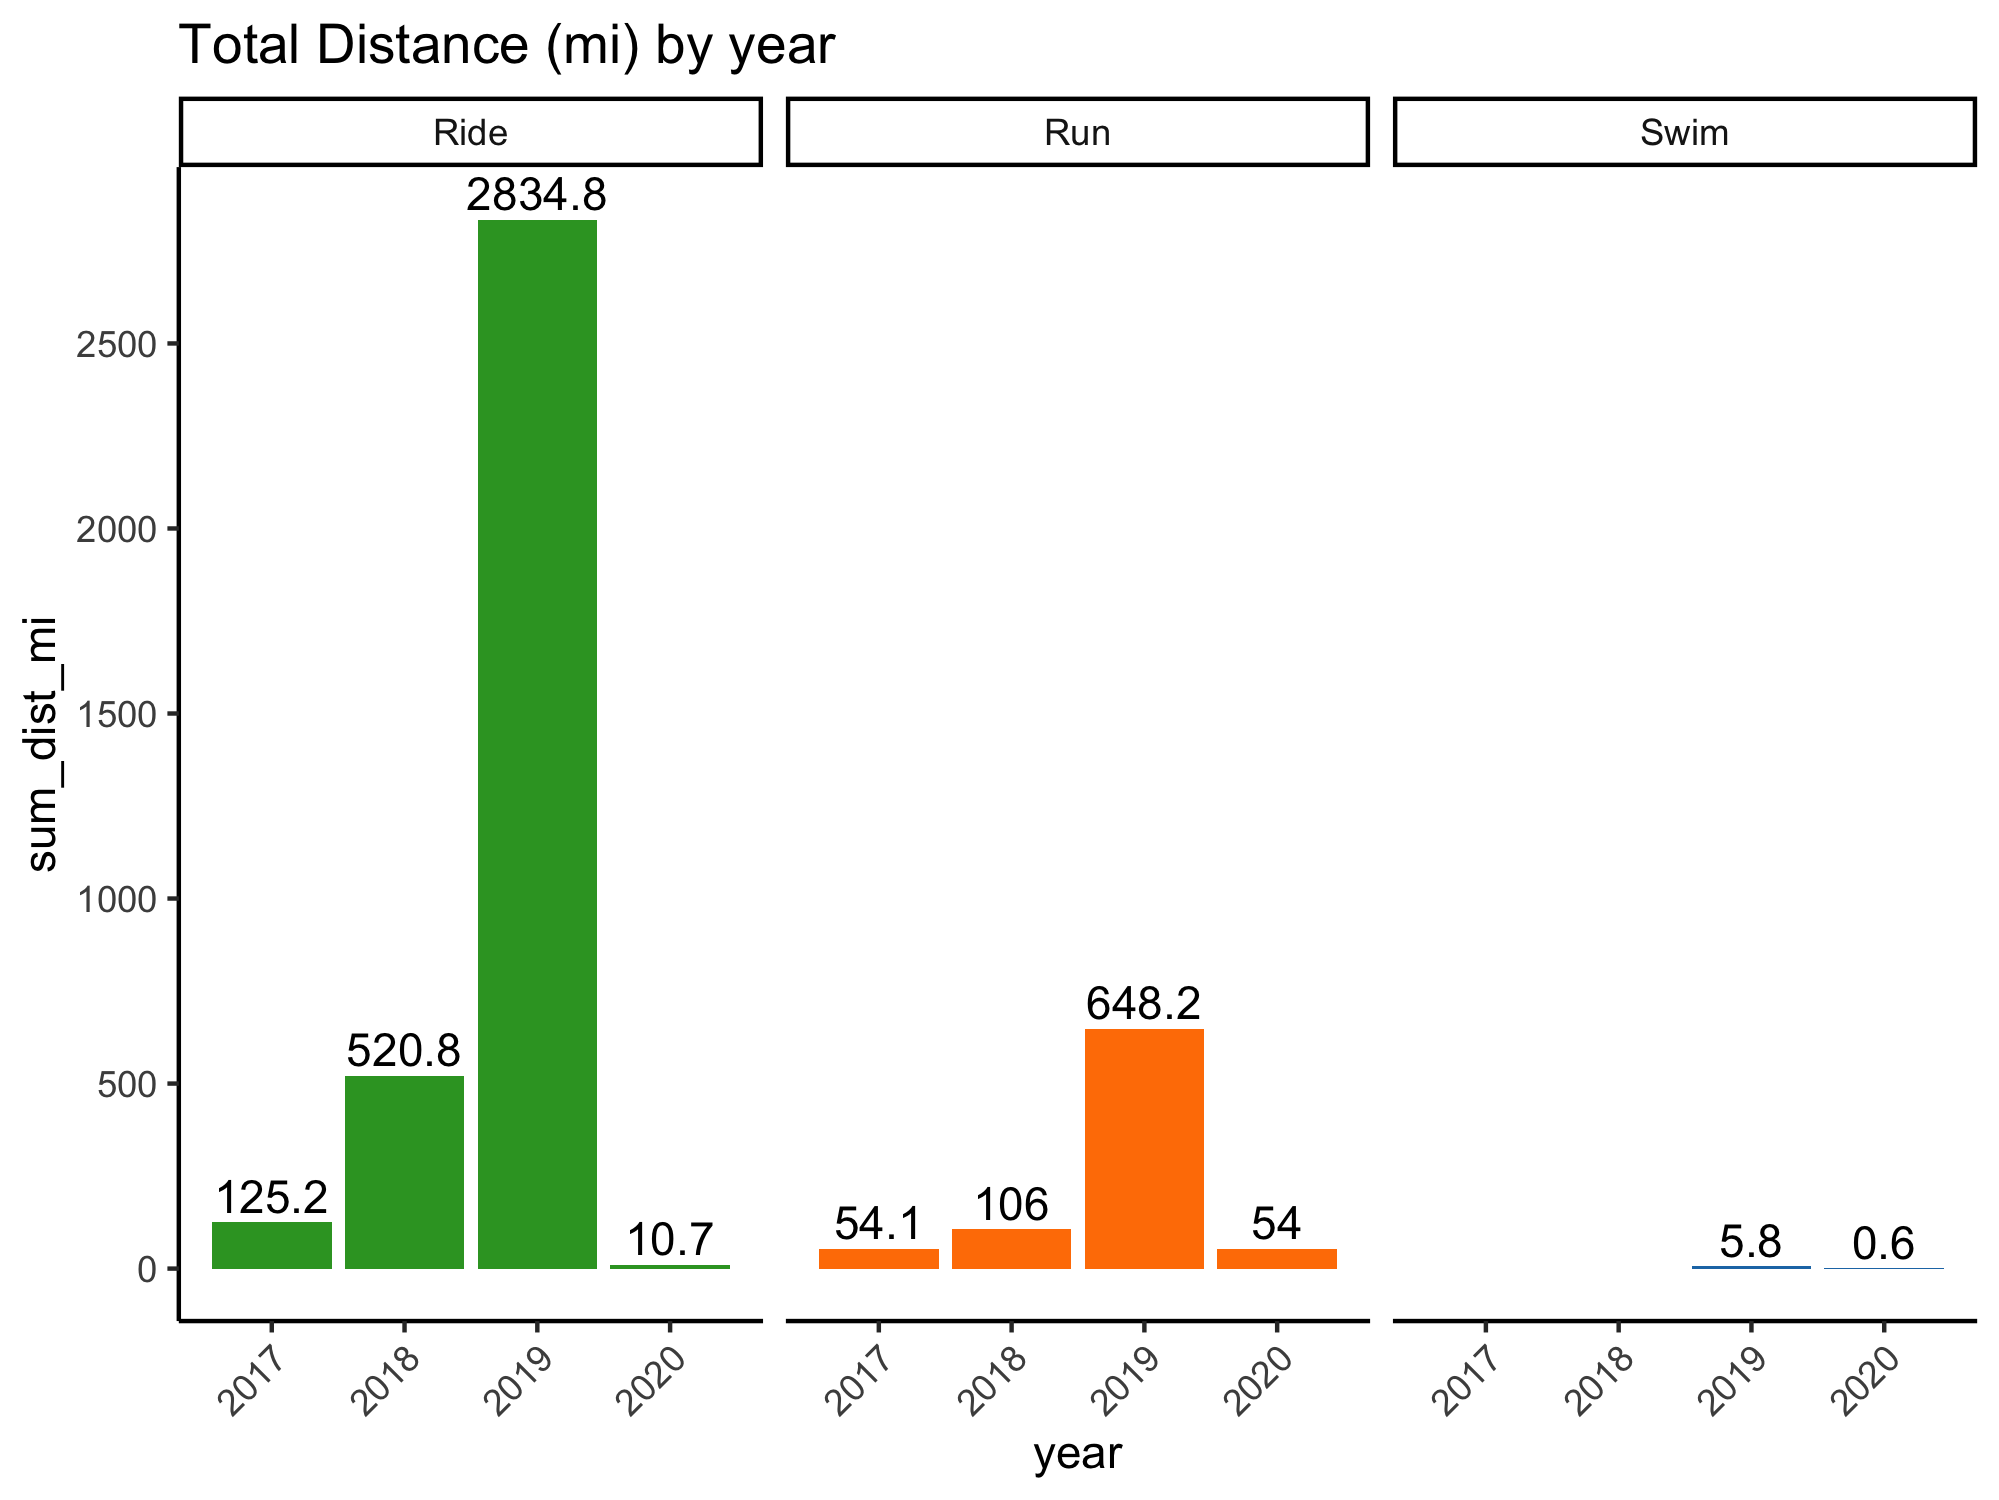 Total Distance (mi) by year
Ride Run Swim
sum_dist_mi
2500
2000
1500
1000
500
0
125.2 520.8 2834.8 10.7
54.1 106 648.2 54
5.8 0.6
2017 2018 2019 2020 2017 2018 2019 2020 2017 2018 2019 2020
year